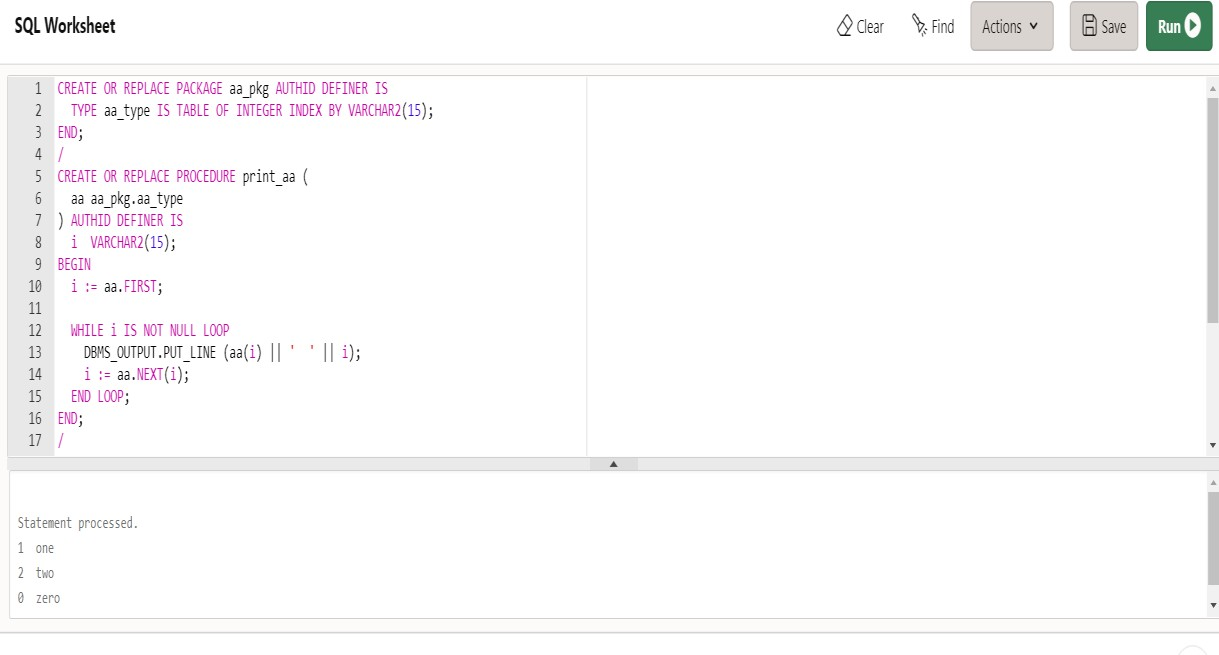 SQL Worksheet
Clear Find Actions Save Run
1 CREATE OR REPLACE PACKAGE aa_pkg AUTHID DEFINER IS
2 TYPE aa_type IS TABLE OF INTEGER INDEX BY VARCHAR2(15);
3 END;
4 /
5 CREATE OR REPLACE PROCEDURE print_aa (
6 aa aa_pkg.aa_type
7 ) AUTHID DEFINER IS
8 i VARCHAR2(15);
9 BEGIN
10 i := aa.FIRST;
11
12 WHILE i IS NOT NULL LOOP
13 DBMS_OUTPUT.PUT_LINE (aa(i) || '  ' || i);
14 i := aa.NEXT(i);
15 END LOOP;
16 END;
17 /
Statement processed.
1 one
2 two
0 zero